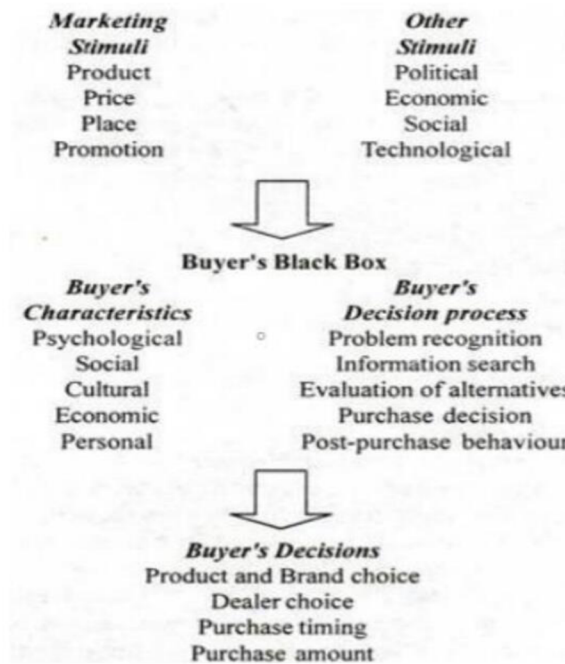 Marketing
Stimuli
Product
Price
Place
Promotion
Other
Stimuli
Political
Economic
Social
Technological
Buyer's Black Box
Buyer's
Characteristics
Psychological
Social
Cultural
Economic
Personal
Buyer's
Decision process
Problem recognition
Information search
Evaluation of alternatives
Purchase decision
Post-purchase behaviour
Buyer's Decisions
Product and Brand choice
Dealer choice
Purchase timing
Purchase amount